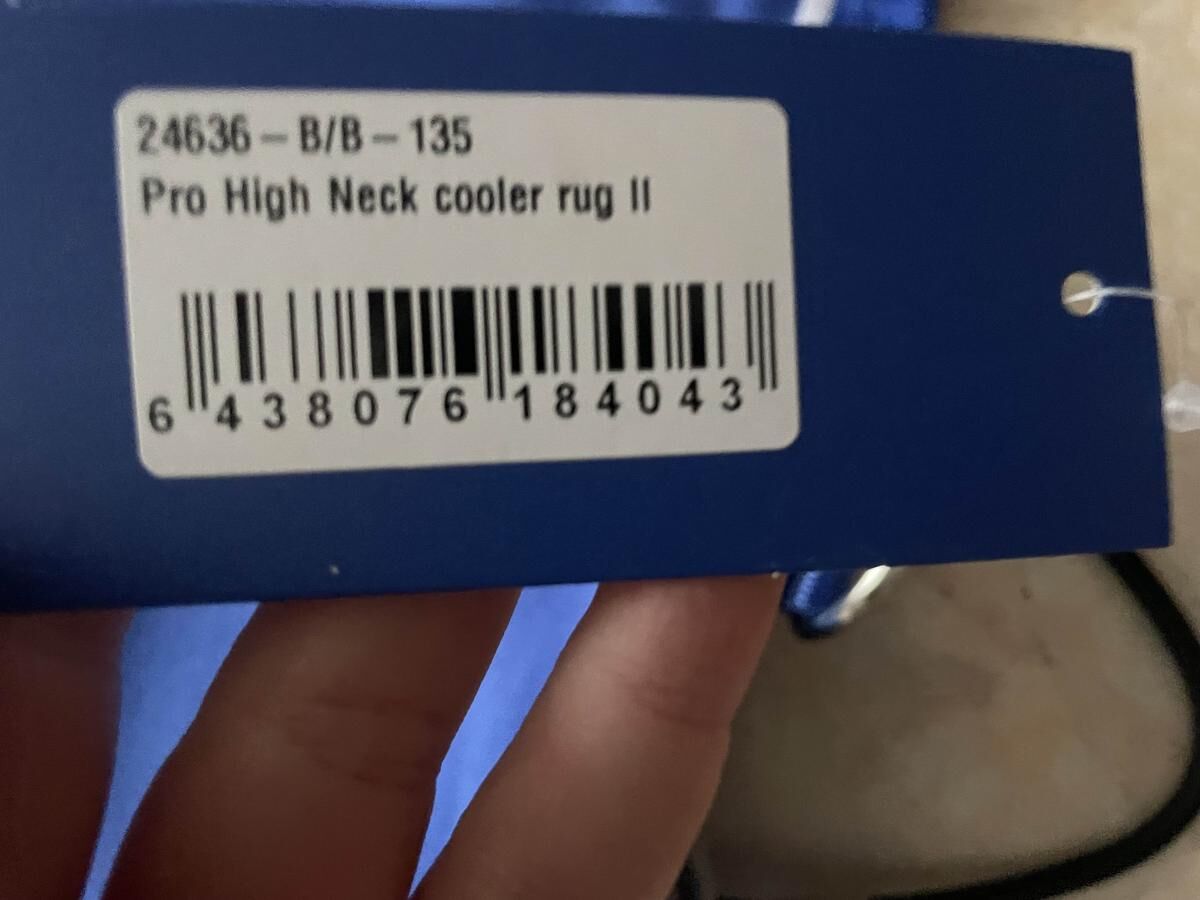 24636 – B/B – 135
Pro High Neck cooler rug II
6 438076 184043